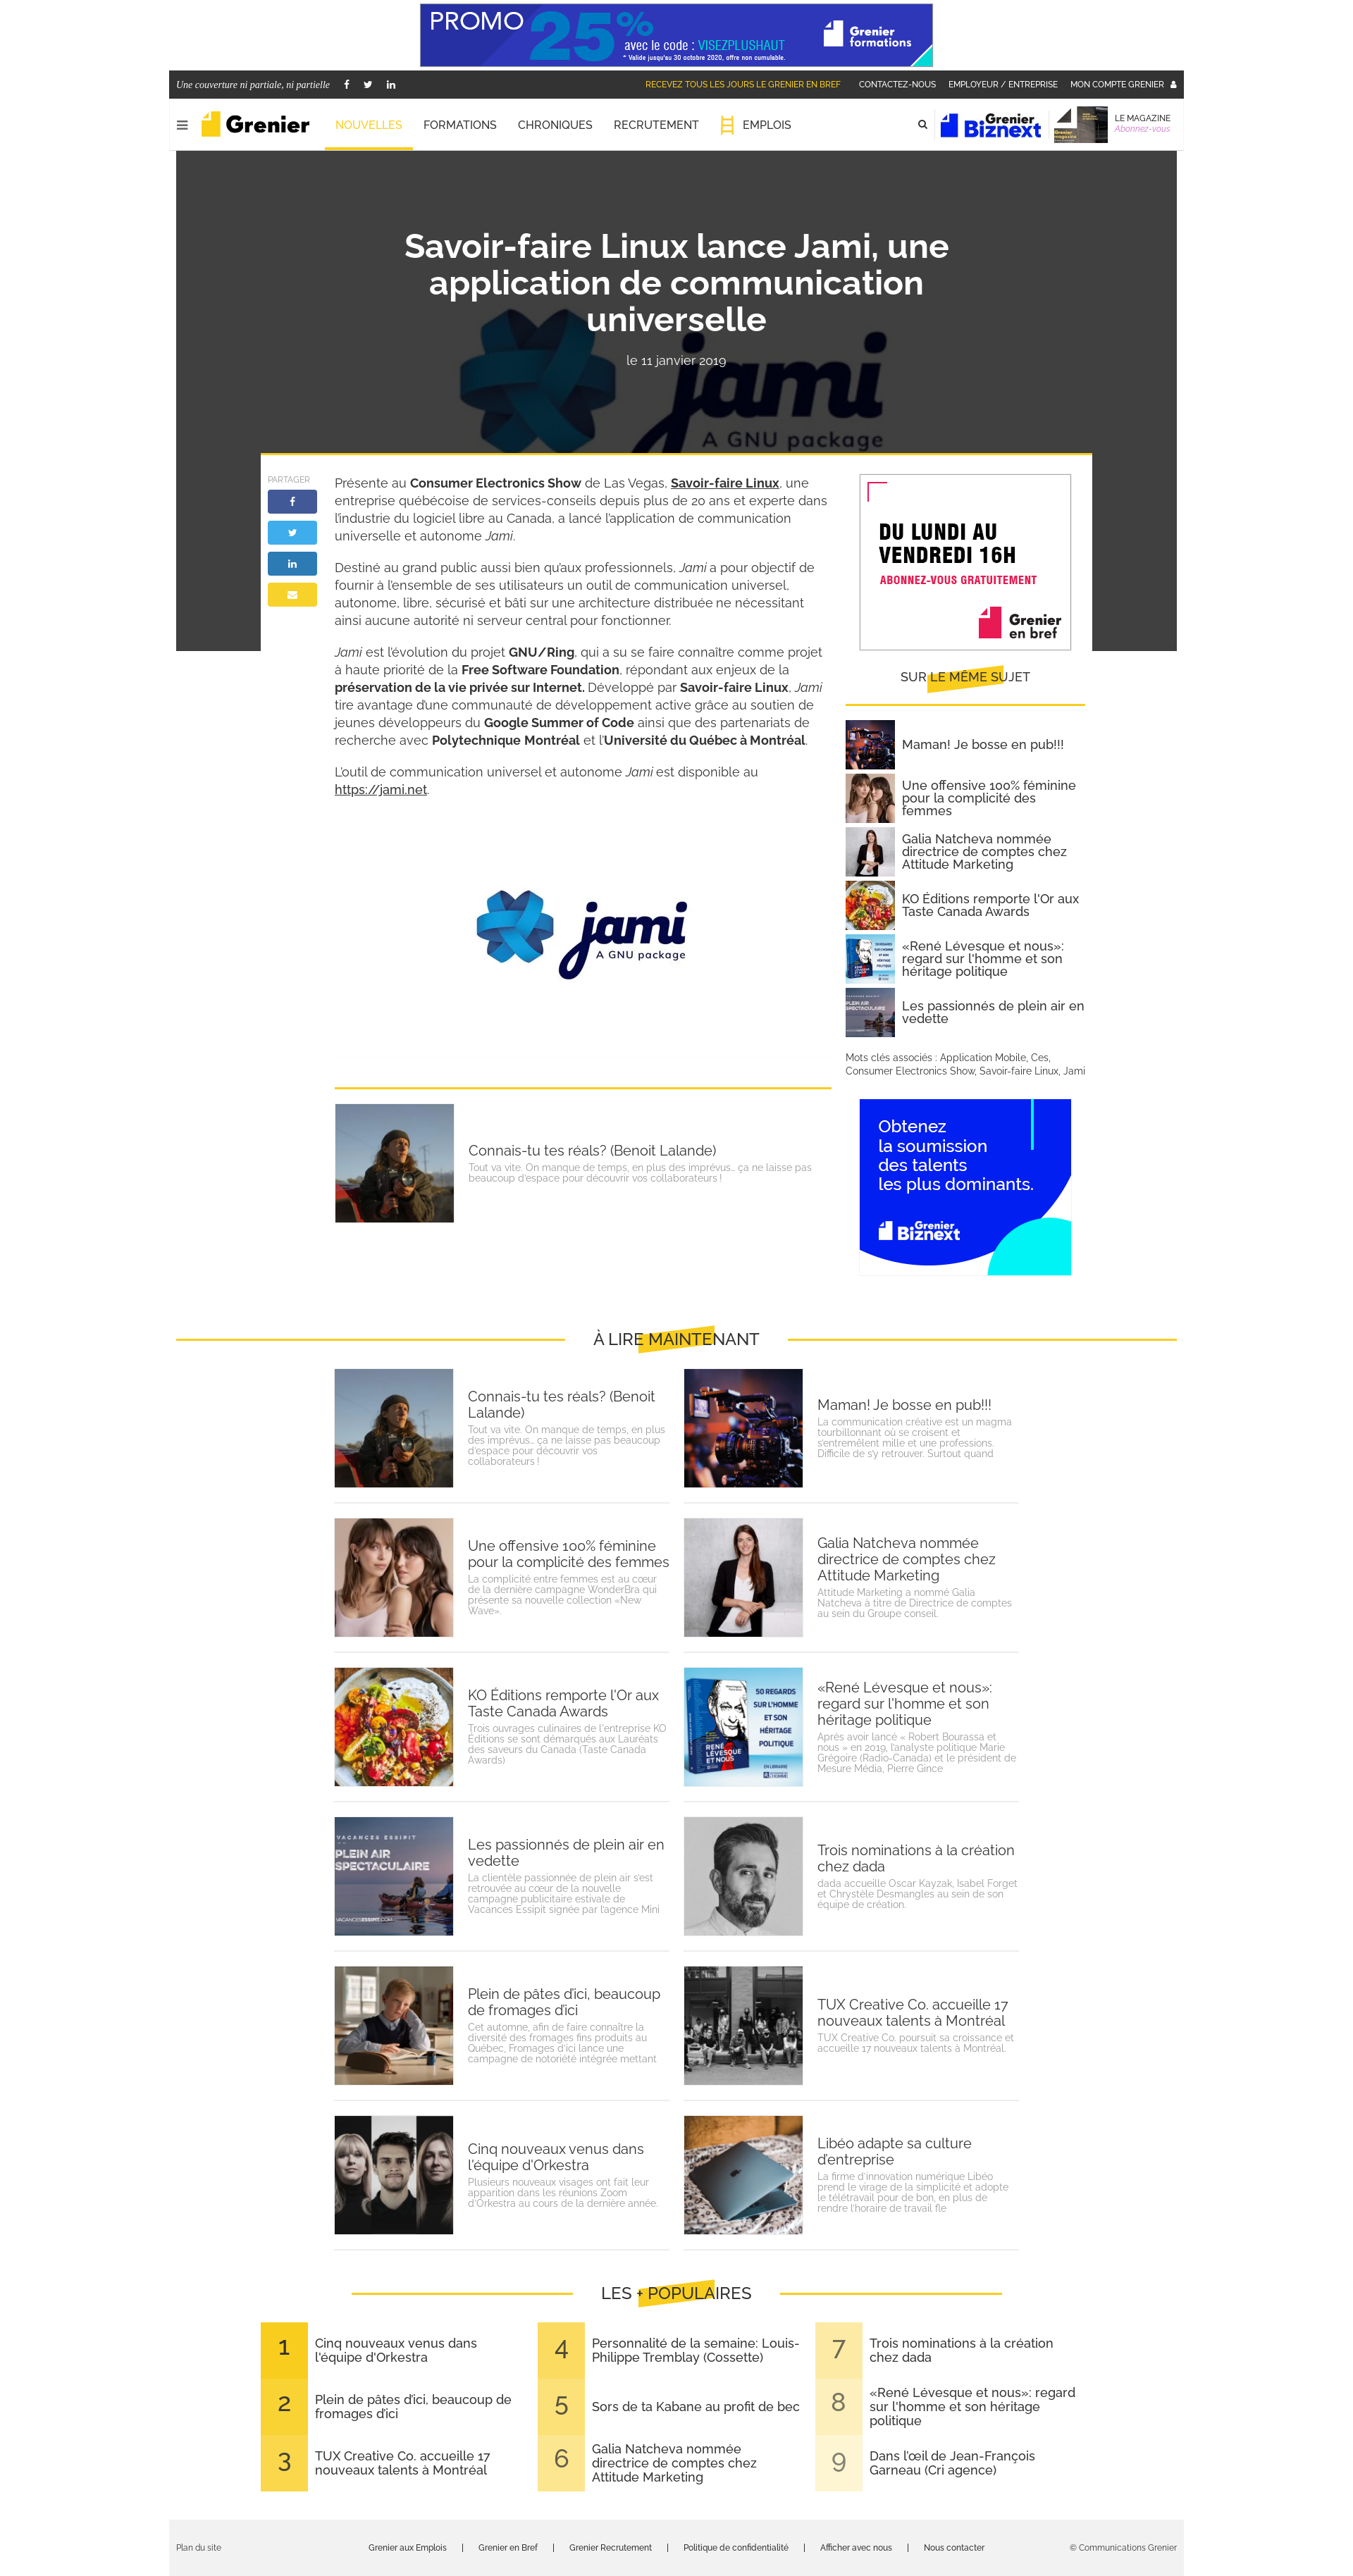 PROMO 25%
avec le code : VISEZPLUSHAUT
* Valide jusqu'au 30 octobre 2020, offre non cumulable.
Grenier
formations
Une couverture ni partiale, ni partielle
RECEVEZ TOUS LES JOURS LE GRENIER EN BREF
CONTACTEZ-NOUS
EMPLOYEUR / ENTREPRISE
MON COMPTE GRENIER
Grenier
NOUVELLES
FORMATIONS
CHRONIQUES
RECRUTEMENT
EMPLOIS
Grenier
Biznext
LE MAGAZINE
Abonnez-vous
Savoir-faire Linux lance Jami, une
application de communication
universelle
le 11 janvier 2019
jami
A GNU package
PARTAGER
Présente au Consumer Electronics Show de Las Vegas, Savoir-faire Linux, une
entreprise québécoise de services-conseils depuis plus de 20 ans et experte dans
l’industrie du logiciel libre au Canada, a lancé l’application de communication
universelle et autonome Jami.
Destiné au grand public aussi bien qu’aux professionnels, Jami a pour objectif de
fournir à l’ensemble de ses utilisateurs un outil de communication universel,
autonome, libre, sécurisé et bâti sur une architecture distribuée ne nécessitant
ainsi aucune autorité ni serveur central pour fonctionner.
Jami est l’évolution du projet GNU/Ring, qui a su se faire connaître comme projet
à haute priorité de la Free Software Foundation, répondant aux enjeux de la
préservation de la vie privée sur Internet. Développé par Savoir-faire Linux, Jami
tire avantage d’une communauté de développement active grâce au soutien de
jeunes développeurs du Google Summer of Code ainsi que des partenariats de
recherche avec Polytechnique Montréal et l’Université du Québec à Montréal.
L’outil de communication universel et autonome Jami est disponible au
https://jami.net.
jami
A GNU package
Connais-tu tes réals? (Benoit Lalande)
Tout va vite. On manque de temps, en plus des imprévus… ça ne laisse pas
beaucoup d’espace pour découvrir vos collaborateurs !
DU LUNDI AU
VENDREDI 16H
ABONNEZ-VOUS GRATUITEMENT
Grenier
en bref
SUR LE MÊME SUJET
Maman! Je bosse en pub!!!
Une offensive 100% féminine
pour la complicité des
femmes
Galia Natcheva nommée
directrice de comptes chez
Attitude Marketing
KO Éditions remporte l'Or aux
Taste Canada Awards
«René Lévesque et nous»:
regard sur l'homme et son
héritage politique
Les passionnés de plein air en
vedette
Mots clés associés : Application Mobile, Ces,
Consumer Electronics Show, Savoir-faire Linux, Jami
Obtenez
la soumission
des talents
les plus dominants.
Grenier
Biznext
À LIRE MAINTENANT
Connais-tu tes réals? (Benoit
Lalande)
Tout va vite. On manque de temps, en plus
des imprévus… ça ne laisse pas beaucoup
d’espace pour découvrir vos
collaborateurs !
Maman! Je bosse en pub!!!
La communication créative est un magma
tourbillonnant où se croisent et
s’entremêlent mille et une professions.
Difficile de s’y retrouver. Surtout quand
Une offensive 100% féminine
pour la complicité des femmes
La complicité entre femmes est au cœur
de la dernière campagne WonderBra qui
présente sa nouvelle collection «New
Wave».
Galia Natcheva nommée
directrice de comptes chez
Attitude Marketing
Attitude Marketing a nommé Galia
Natcheva à titre de Directrice de comptes
au sein du Groupe conseil.
KO Éditions remporte l'Or aux
Taste Canada Awards
Trois ouvrages culinaires de l'entreprise KO
Éditions se sont démarqués aux Lauréats
des saveurs du Canada (Taste Canada
Awards)
50 REGARDS
SUR L'HOMME
ET SON
HÉRITAGE
POLITIQUE
RENÉ
LÉVESQUE
ET NOUS
EN LIBRAIRIE
«René Lévesque et nous»:
regard sur l'homme et son
héritage politique
Après avoir lancé « Robert Bourassa et
nous » en 2019, l’analyste politique Marie
Grégoire (Radio-Canada) et le président de
Mesure Média, Pierre Gince
VACANCES ESSIPIT
PLEIN AIR
SPECTACULAIRE
VACANCESESSIPIT.COM
Les passionnés de plein air en
vedette
La clientèle passionnée de plein air s’est
retrouvée au cœur de la nouvelle
campagne publicitaire estivale de
Vacances Essipit signée par l’agence Mini
Trois nominations à la création
chez dada
dada accueille Oscar Kayzak, Isabel Forget
et Chrystèle Desmangles au sein de son
équipe de création.
Plein de pâtes d’ici, beaucoup
de fromages d’ici
Cet automne, afin de faire connaître la
diversité des fromages fins produits au
Québec, Fromages d’ici lance une
campagne de notoriété intégrée mettant
TUX Creative Co. accueille 17
nouveaux talents à Montréal
TUX Creative Co. poursuit sa croissance et
accueille 17 nouveaux talents à Montréal.
Cinq nouveaux venus dans
l'équipe d'Orkestra
Plusieurs nouveaux visages ont fait leur
apparition dans les réunions Zoom
d’Orkestra au cours de la dernière année.
Libéo adapte sa culture
d’entreprise
La firme d’innovation numérique Libéo
prend le virage de la simplicité et adopte
le télétravail pour de bon, en plus de
rendre l’horaire de travail fle
LES + POPULAIRES
1
Cinq nouveaux venus dans
l'équipe d'Orkestra
2
Plein de pâtes d’ici, beaucoup de
fromages d’ici
3
TUX Creative Co. accueille 17
nouveaux talents à Montréal
4
Personnalité de la semaine: Louis-
Philippe Tremblay (Cossette)
5
Sors de ta Kabane au profit de bec
6
Galia Natcheva nommée
directrice de comptes chez
Attitude Marketing
7
Trois nominations à la création
chez dada
8
«René Lévesque et nous»: regard
sur l'homme et son héritage
politique
9
Dans l’œil de Jean-François
Garneau (Cri agence)
Plan du site
Grenier aux Emplois | Grenier en Bref | Grenier Recrutement | Politique de confidentialité | Afficher avec nous | Nous contacter
© Communications Grenier